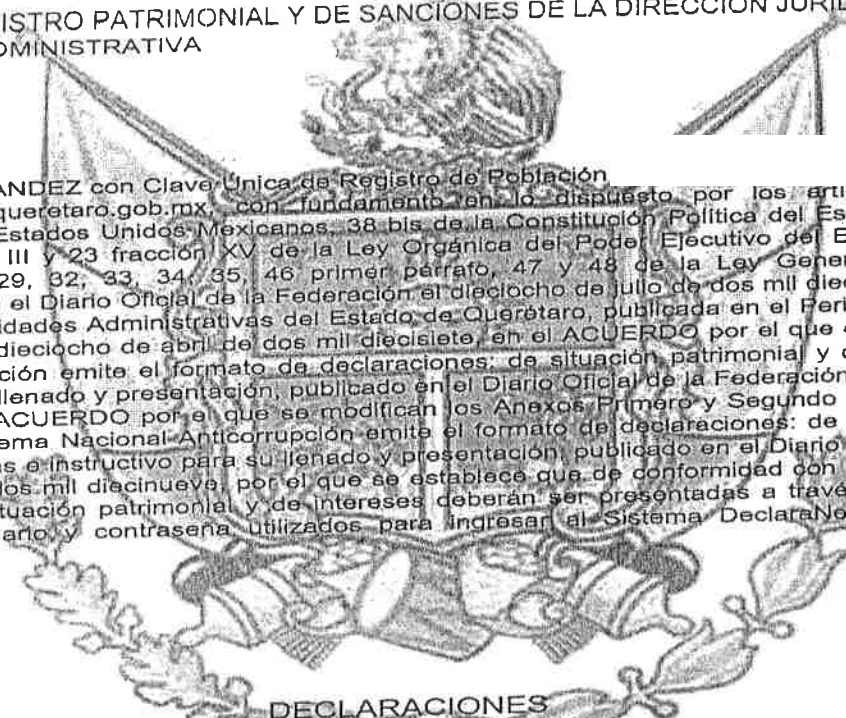 ISTRO PATRIMONIAL Y DE SANCIONES DE LA DIRECCIÓN JURÍD
DMINISTRATIVA
ANDEZ con Clave Única de Registro de Población
queretaro.gob.mx, con fundamento en lo dispuesto por los artí
Estados Unidos Mexicanos, 38 bis de la Constitución Política del Es
III y 23 fracción XV de la Ley Orgánica del Poder Ejecutivo del E
29, 32, 33, 34, 35, 46 primer párrafo, 47 y 48 de la Ley Gener
el Diario Oficial de la Federación el dieciocho de julio de dos mil diec
idades Administrativas del Estado de Querétaro, publicada en el Peri
dieciocho de abril de dos mil diecisiete, en el ACUERDO por el que
ción emite el formato de declaraciones: de situación patrimonial y
llenado y presentación, publicado en el Diario Oficial de la Federación
ACUERDO por el que se modifican los Anexos Primero y Segundo
ema Nacional Anticorrupción emite el formato de declaraciones: de
as e instructivo para su llenado y presentación, publicado en el Diario
dos mil diecinueve, por el que se establece que de conformidad con
tuación patrimonial y de intereses deberán ser presentadas a travé
ario y contraseña utilizados para ingresar al Sistema DeclaraNe
DECLARACIONES